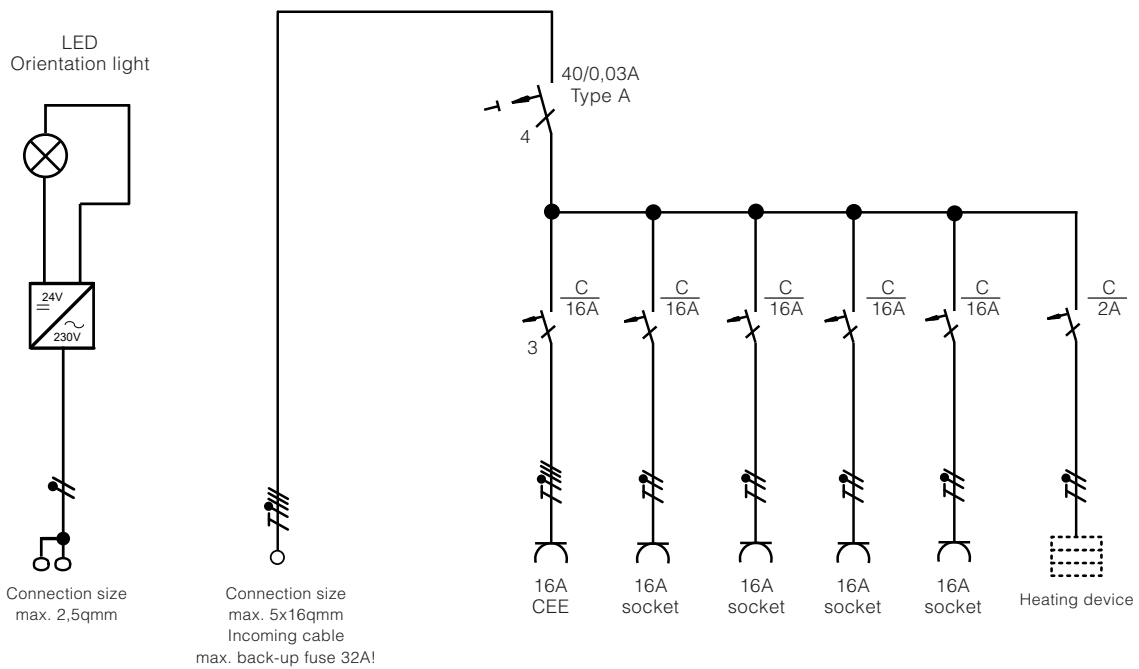 LED
Orientation light
40/0,03A
Type A
4
24V
230V
C
16A
C
16A
C
16A
C
16A
C
16A
C
2A
3
16A
CEE
16A
socket
16A
socket
16A
socket
16A
socket
Heating device
Connection size
max. 2,5qmm
Connection size
max. 5x16qmm
Incoming cable
max. back-up fuse 32A!